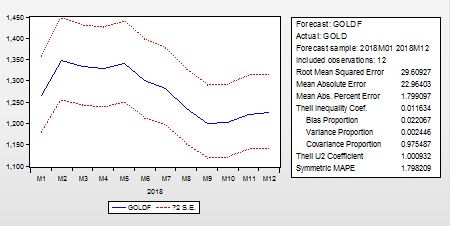 1,450
1,400
1,350
1,300
1,250
1,200
1,150
1,100
M1 M2 M3 M4 M5 M6 M7 M8 M9 M10 M11 M12
2018
GOLDF ?2 S.E.
Forecast: GOLDF
Actual: GOLD
Forecast sample: 2018M01 2018M12
Included observations: 12
Root Mean Squared Error 29.60927
Mean Absolute Error 22.96403
Mean Abs. Percent Error 1.799097
Theil Inequality Coef. 0.011634
Bias Proportion 0.022067
Variance Proportion 0.002446
Covariance Proportion 0.975487
Theil U2 Coefficient 1.000932
Symmetric MAPE 1.798209